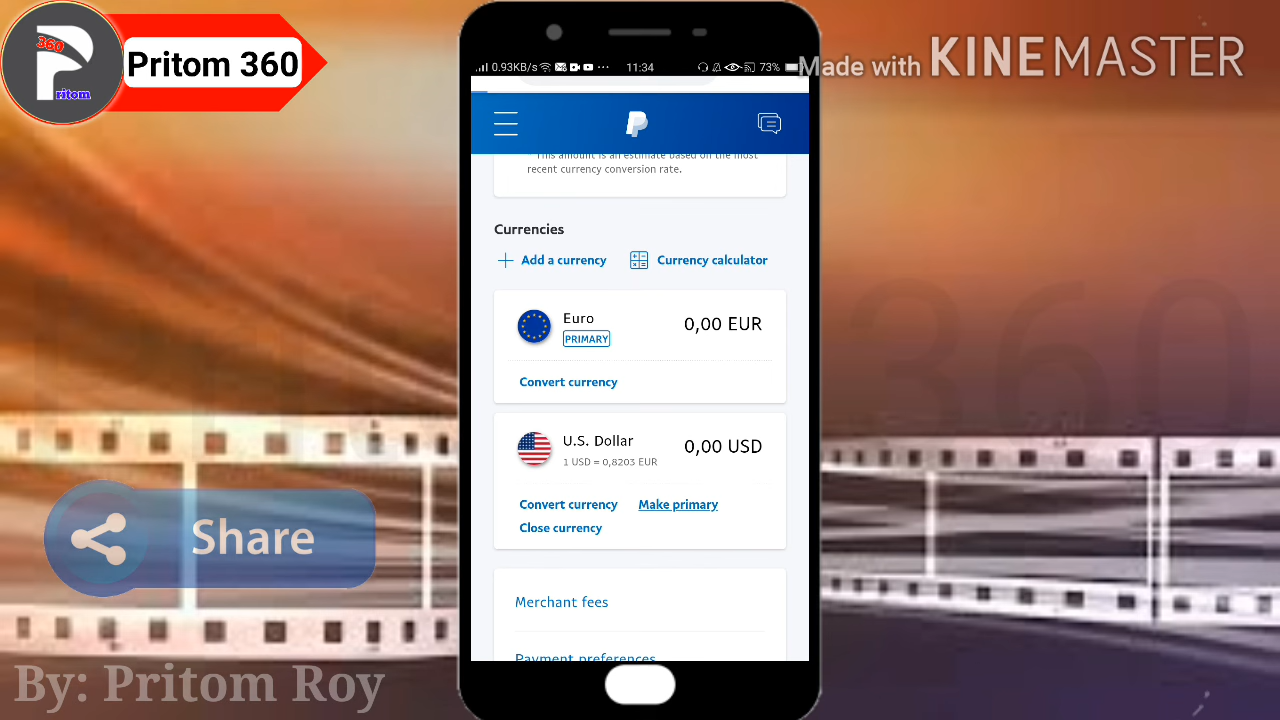 360
Pritom
Pritom 360
Made with KINEMASTER
0.93KB/s
11:34
73%
This amount is an estimate based on the most
recent currency conversion rate.
Currencies
Add a currency
Currency calculator
Euro
0,00 EUR
PRIMARY
Convert currency
U.S. Dollar
0,00 USD
1 USD = 0,8203 EUR
Convert currency
Make primary
Close currency
Merchant fees
Payment preferences
Share
360
By: Pritom Roy